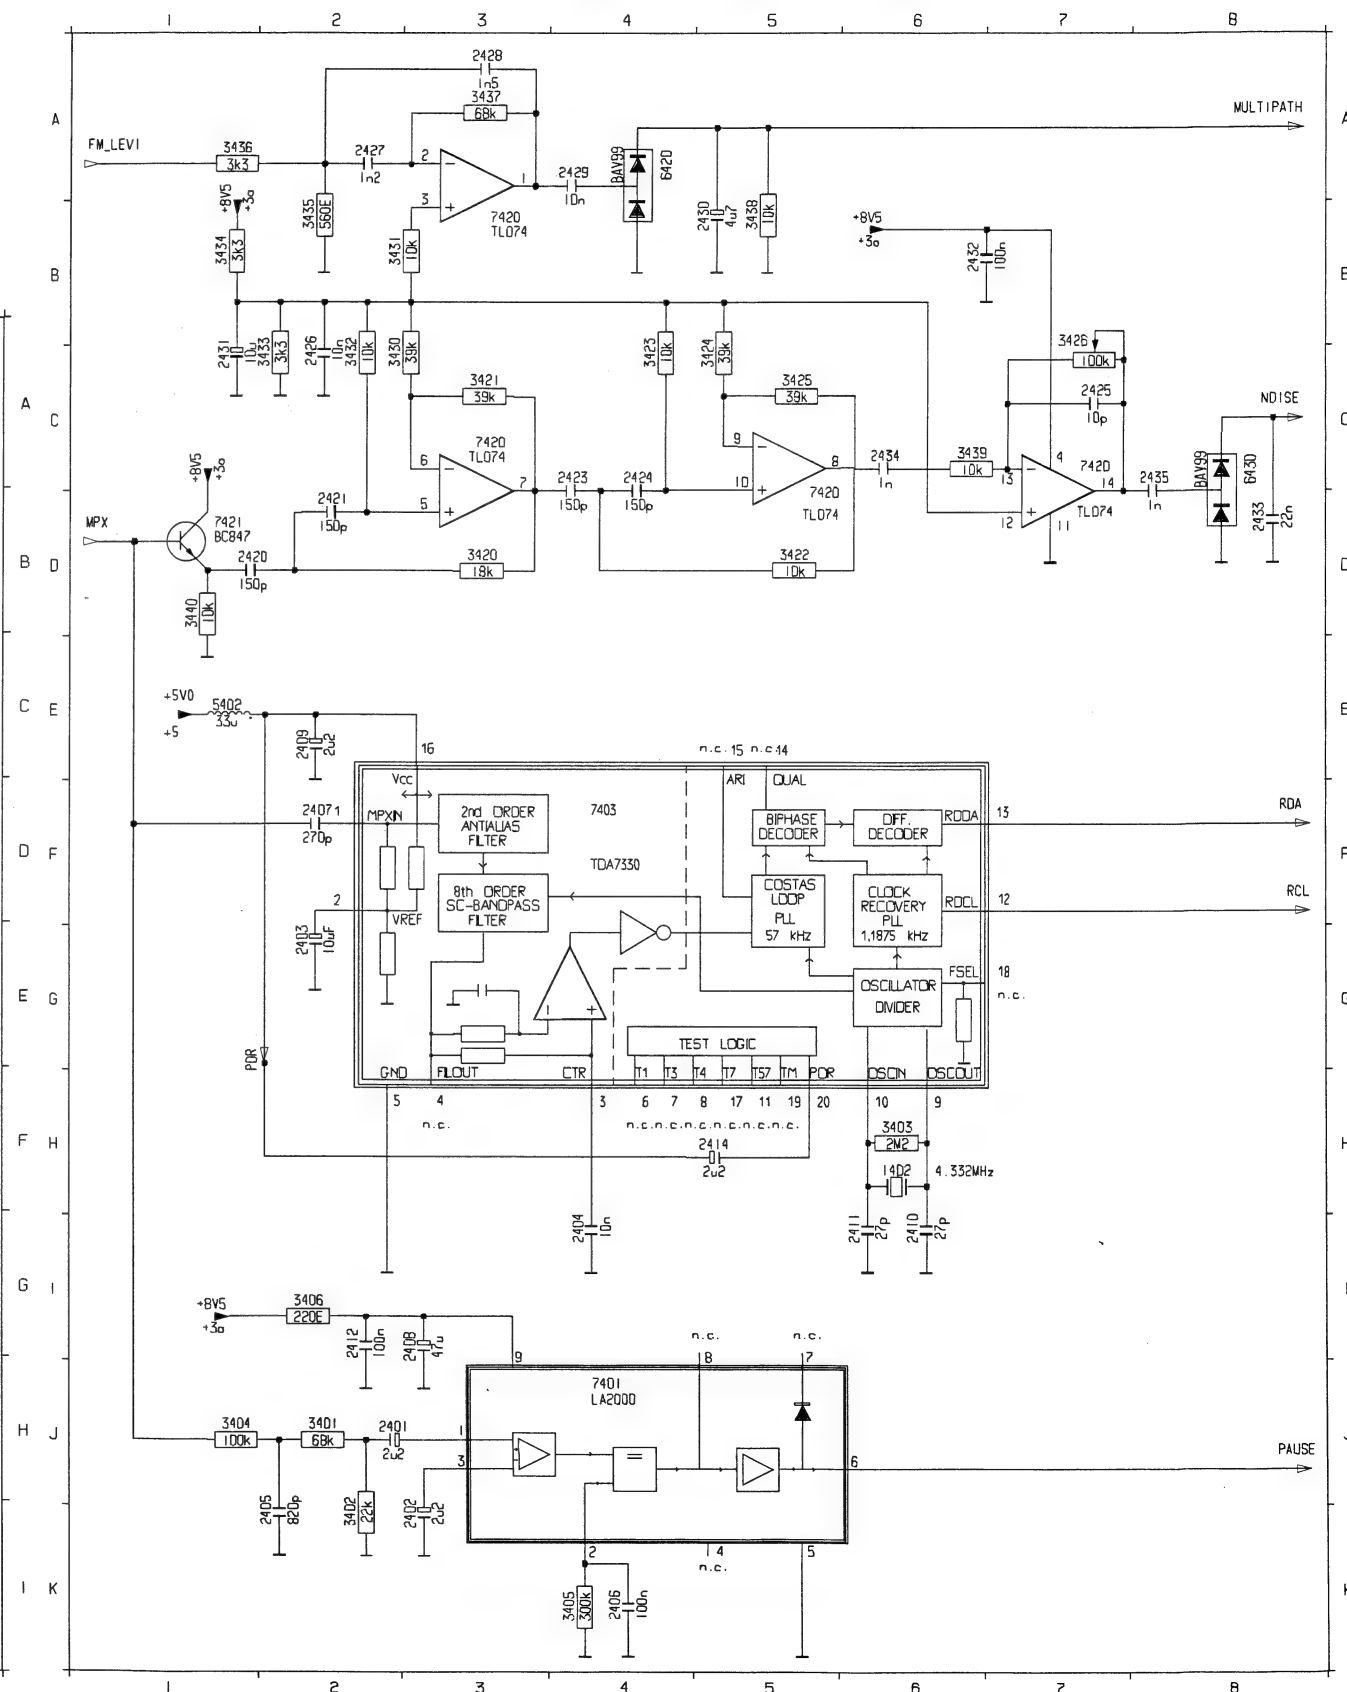 1 2 3 4 5 6 7 8
A
FM_LEV1
3436
3k3
2427
1n2
2428
1n5
3437
68k
2
3
1
7420
TL074
2429
10n
BAV99
6420
MULTIPATH
+8V5
+3a
3435
560E
3434
3k3
3431
10k
2430
4u7
3438
10k
+8V5
+3a
2432
100n
B
2431
10u
3433
3k3
2426
10n
3432
10k
3430
39k
3423
10k
3424
39k
3426
100k
3421
39k
3425
39k
2425
10p
NOISE
A C
6
5
7
7420
TL074
9
10
8
7420
TL074
2434
1n
3439
10k
13
12
4
11
14
7420
TL074
2435
1n
BAV99
6430
2433
22n
+8V5
+3a
7421
BC847
MPX
2421
150p
2423
150p
2424
150p
2420
150p
3420
18k
3422
10k
3440
10k
B D
C E
+5V0
+5
5402
33u
2409
2u2
16
n.c. 15 n.c. 14
Vcc
ARI QUAL
MPXIN
2407 1
270p
2nd ORDER
ANTIALIAS
FILTER
7403
TDA7330
BIPHASE
DECODER
DIFF.
DECODER
RDDA
13
RDA
D F
8th ORDER
SC-BANDPASS
FILTER
COSTAS
LOOP
PLL
57 kHz
CLOCK
RECOVERY
PLL
1,1875 kHz
RDCL
12
RCL
2
VREF
2403
10uF
E G
OSCILLATOR
DIVIDER
FSEL
18
n.c.
TEST LOGIC
POR
GND FILOUT CTR T1 T3 T4 T7 T57 TM POR OSCIN OSCOUT
5 4 3 6 7 8 17 11 19 20 10 9
n.c.
n.c.n.c.n.c.n.c.n.c.n.c.
F H
2414
2u2
3403
2M2
1402
4.332MHz
2404
10n
2411
27p
2410
27p
G I
+8V5
+3a
3406
220E
2412
100n
2408
47u
n.c. n.c.
9 8 7
7401
LA2000
H J
3404
100k
3401
68k
2401
2u2
1
3
6
PAUSE
2405
820p
3402
22k
2402
2u2
2 4 5
n.c.
I K
3405
300k
2406
100n
1 2 3 4 5 6 7 8